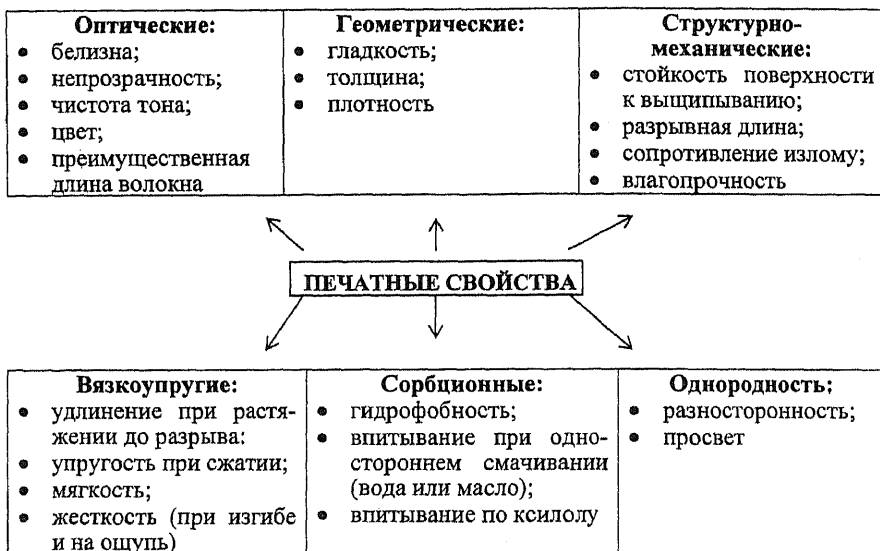 Оптические:
• белизна;
• непрозрачность;
• чистота тона;
• цвет;
• преимущественная
длина волокна
Геометрические:
• гладкость;
• толщина;
• плотность
Структурно-
механические:
• стойкость поверхности
к выщипыванию;
• разрывная длина;
• сопротивление излому;
• влагопрочность
ПЕЧАТНЫЕ СВОЙСТВА
Вязкоупругие:
• удлинение при растя-
жении до разрыва:
• упругость при сжатии;
• мягкость;
• жесткость (при изгибе
и на ощупь)
Сорбционные:
• гидрофобность;
• впитывание при одно-
стороннем смачивании
(вода или масло);
• впитывание по ксилолу
Однородность:
• разносторонность;
• просвет